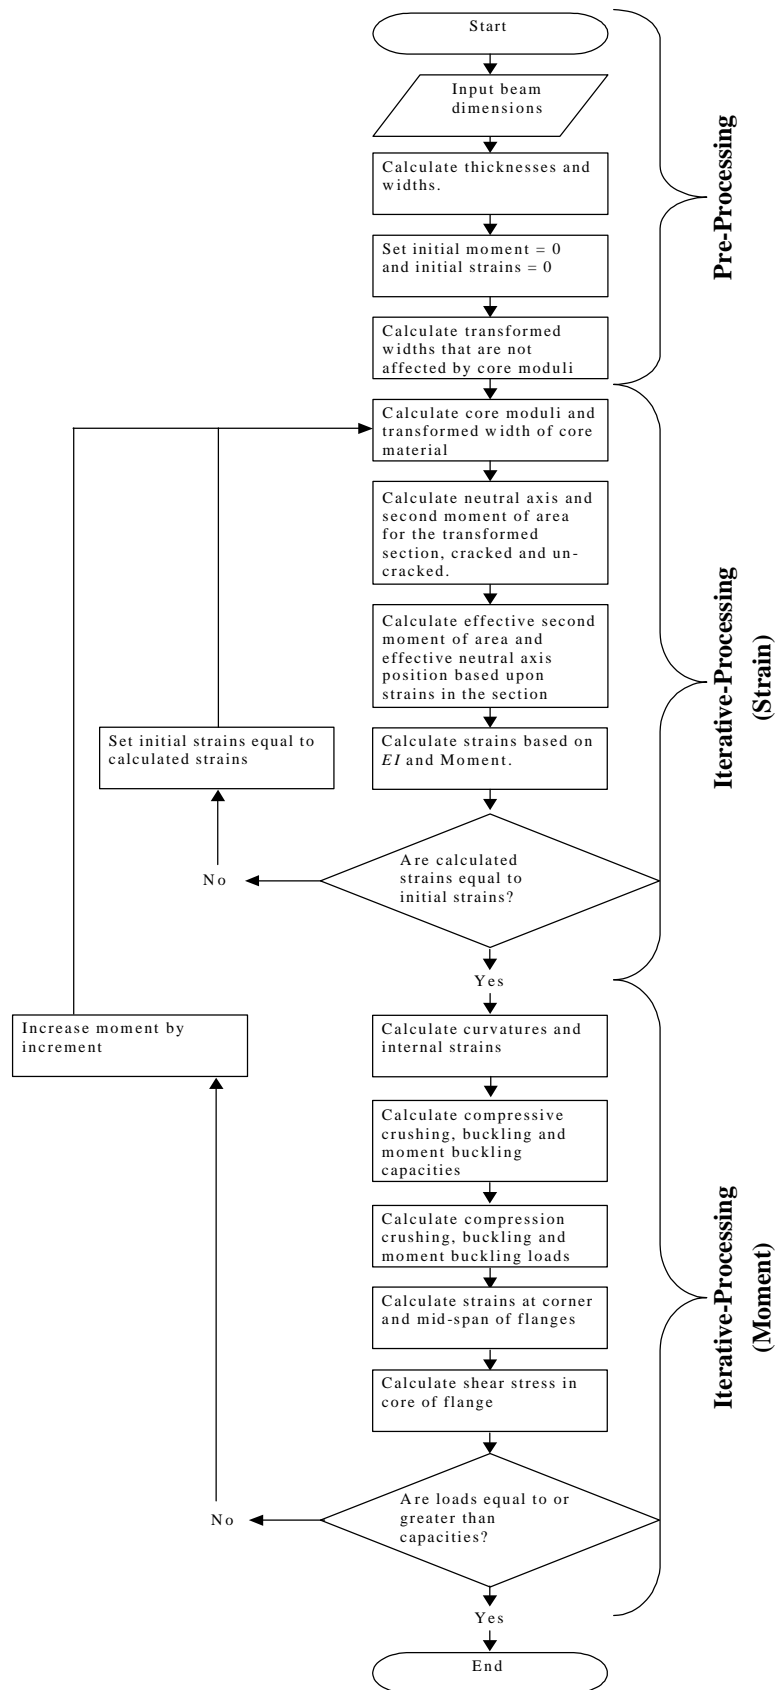 Start
Input beam
dimensions
Calculate thicknesses and
widths.
Set initial moment = 0
and initial strains = 0
Calculate transformed
widths that are not
affected by core moduli
Pre-Processing
Calculate core moduli and
transformed width of core
material
Calculate neutral axis and
second moment of area
for the transformed
section, cracked and un-
cracked.
Calculate effective second
moment of area and
effective neutral axis
position based upon
strains in the section
Set initial strains equal to
calculated strains
Calculate strains based on
EI and Moment.
Are calculated
strains equal to
initial strains?
No
Yes
Iterative-Processing
(Strain)
Increase moment by
increment
Calculate curvatures and
internal strains
Calculate compressive
crushing, buckling and
moment buckling
capacities
Calculate compression
crushing, buckling and
moment buckling loads
Calculate strains at corner
and mid-span of flanges
Calculate shear stress in
core of flange
Are loads equal to or
greater than
capacities?
No
Yes
Iterative-Processing
(Moment)
End